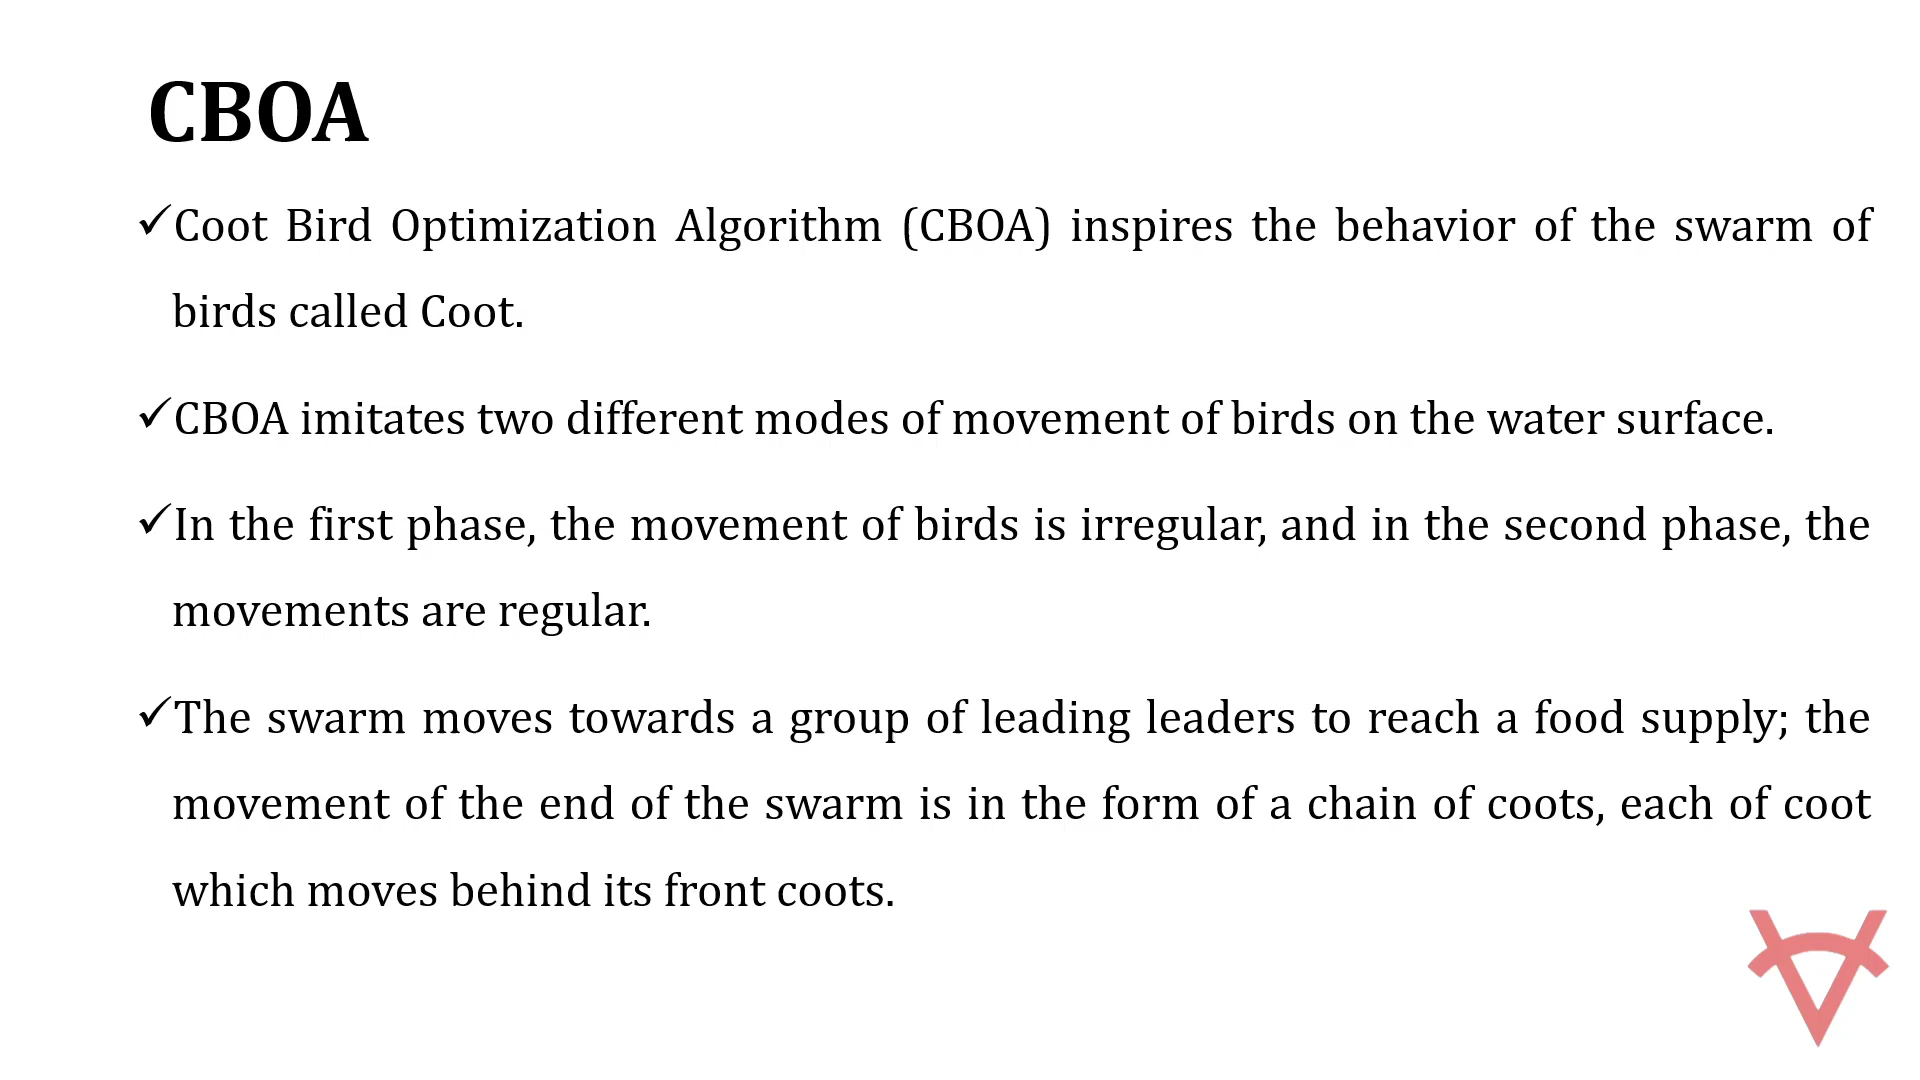 CBOA
✓Coot Bird Optimization Algorithm (CBOA) inspires the behavior of the swarm of
birds called Coot.
✓CBOA imitates two different modes of movement of birds on the water surface.
✓In the first phase, the movement of birds is irregular, and in the second phase, the
movements are regular.
✓The swarm moves towards a group of leading leaders to reach a food supply; the
movement of the end of the swarm is in the form of a chain of coots, each of coot
which moves behind its front coots.